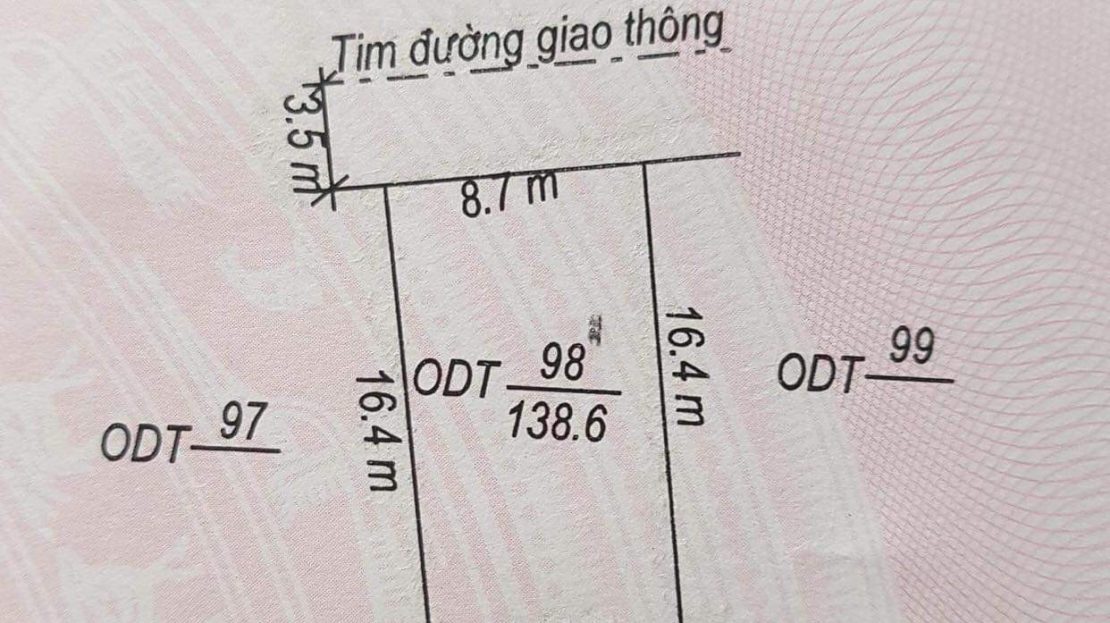 Tim đường giao thông
3.5 m
8.7 m
16.4 m
ODT 98
138.6
16.4 m
ODT 99
ODT 97